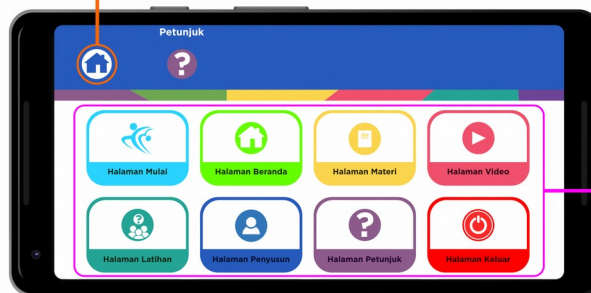 Petunjuk
Halaman Mulai
Halaman Beranda
Halaman Materi
Halaman Video
Halaman Latihan
Halaman Penyusun
Halaman Petunjuk
Halaman Keluar